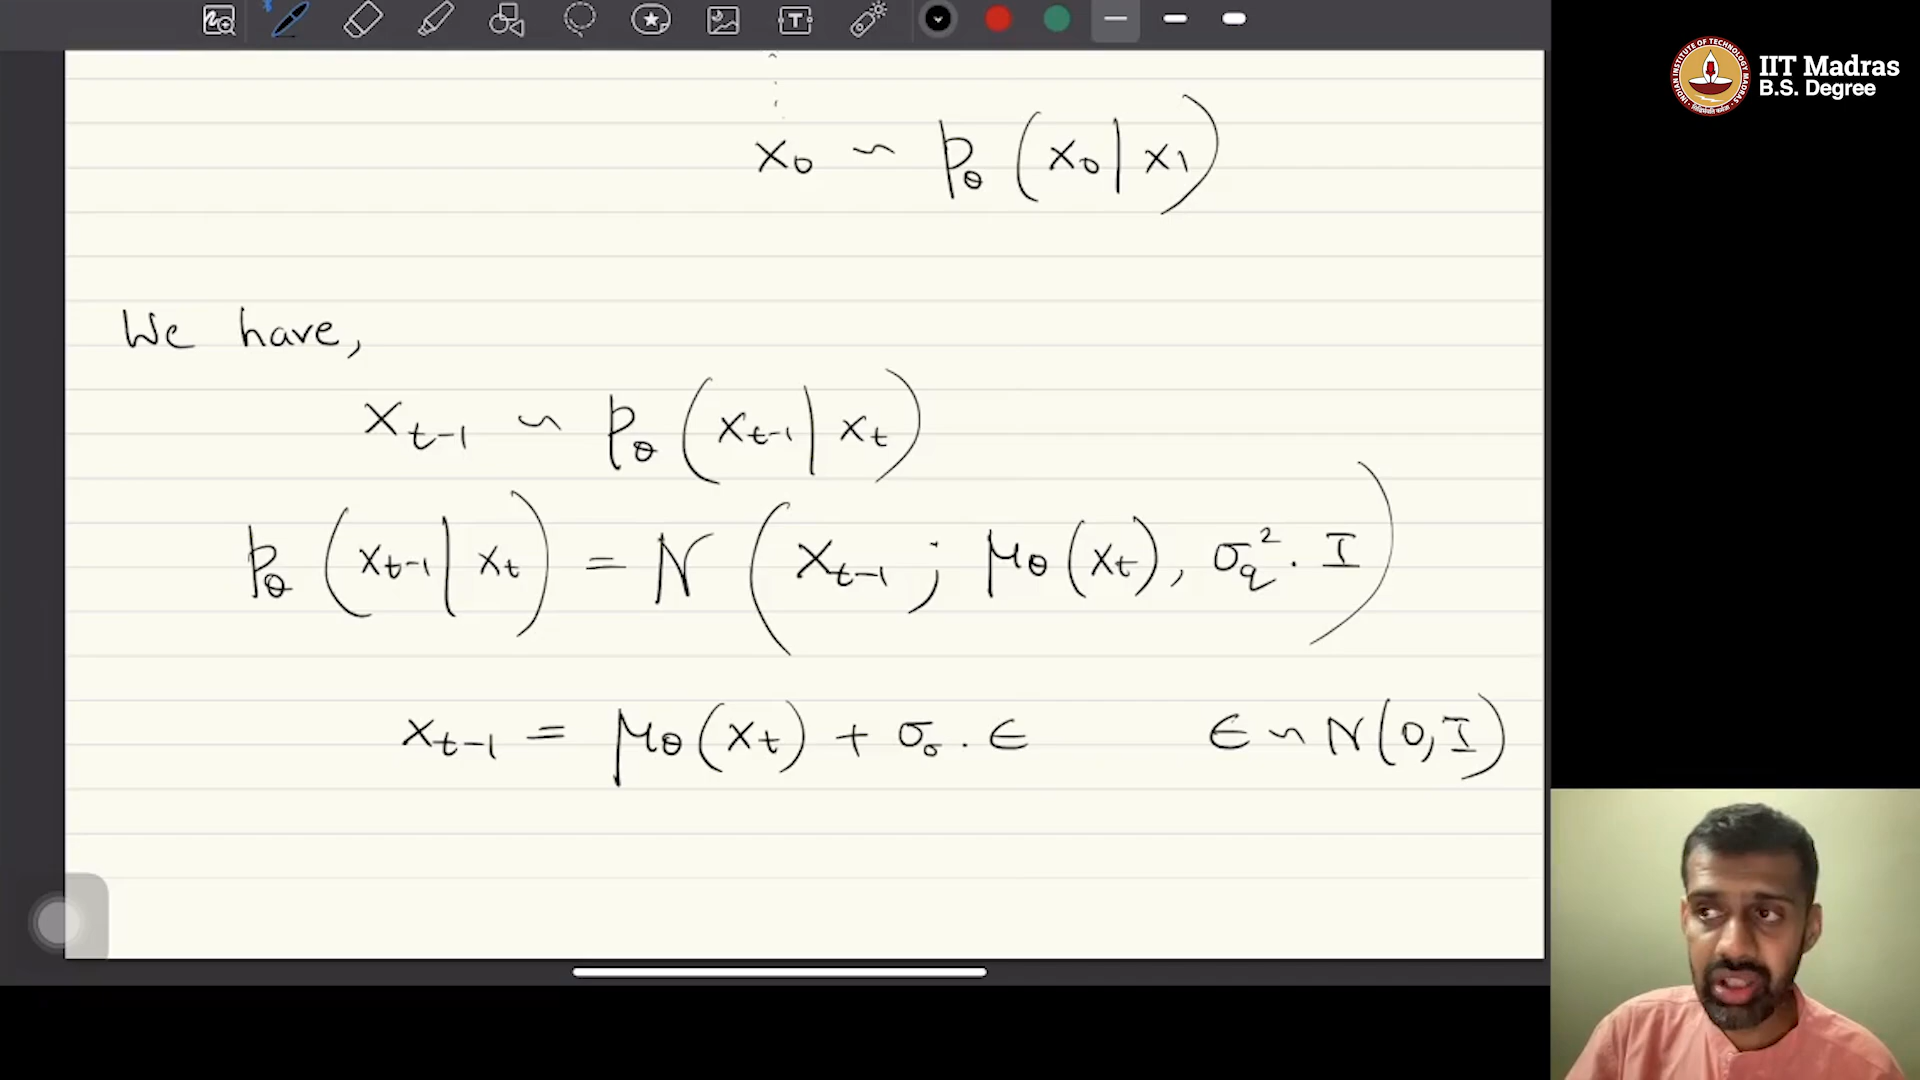 IIT Madras
B.S. Degree
x₀ ~ p_θ (x₀ | x₁)
We have,
x_{t-1} ~ p_θ (x_{t-1} | x_t)
p_θ (x_{t-1} | x_t) = N (x_{t-1} ; μ_θ(x_t), σ_q² . I)
x_{t-1} = μ_θ(x_t) + σ . ∈ ∈ ~ N(0, I)